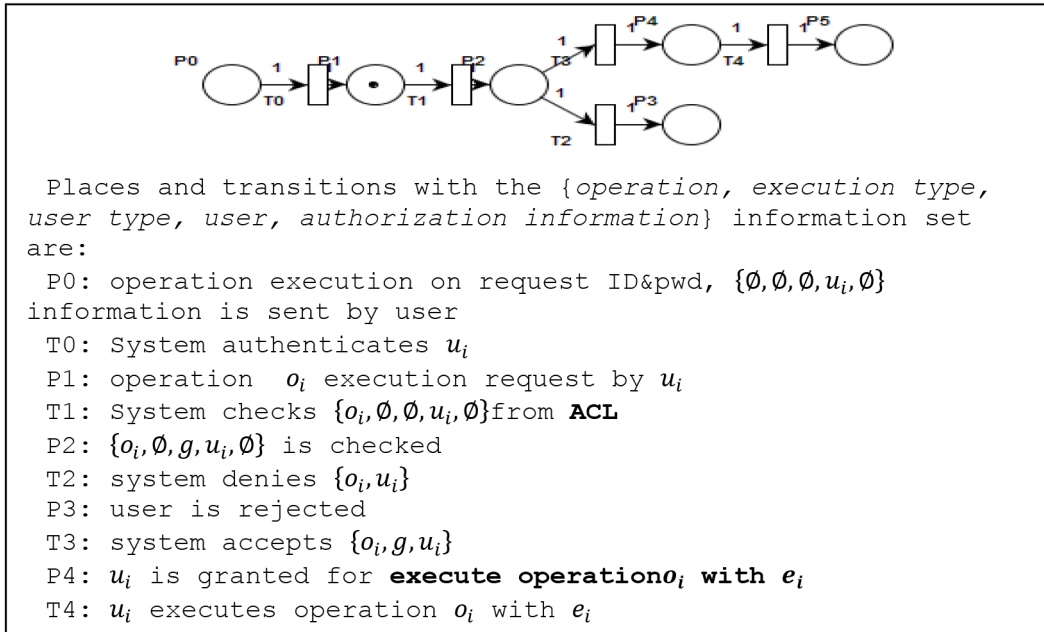 P4 1 P5
1 1 1
P0 1 P1 1 P2 T3 T4
1 1 1 1 P3
T0 T1
T2
Places and transitions with the {operation, execution type,
user type, user, authorization information} information set
are:
P0: operation execution on request ID&pwd, {∅,∅,∅,uᵢ,∅}
information is sent by user
T0: System authenticates uᵢ
P1: operation oᵢ execution request by uᵢ
T1: System checks {oᵢ,∅,∅,uᵢ,∅}from ACL
P2: {oᵢ,∅,g,uᵢ,∅} is checked
T2: system denies {oᵢ,uᵢ}
P3: user is rejected
T3: system accepts {oᵢ,g,uᵢ}
P4: uᵢ is granted for execute operationoᵢ with eᵢ
T4: uᵢ executes operation oᵢ with eᵢ